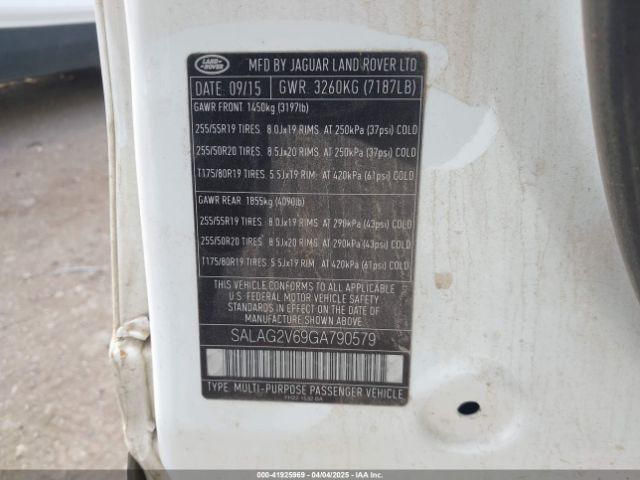 LAND-ROVER
MFD BY JAGUAR LAND ROVER LTD
DATE: 09/15 GWR: 3260KG (7187LB)
GAWR FRONT 1450kg (3197lb)
255/55R19 TIRES. 8.0Jx19 RIMS AT 250kPa (37psi) COLD
255/50R20 TIRES. 8.5Jx20 RIMS AT 250kPa (37psi) COLD
T175/80R19 TIRES 5.5Jx19 RIM, AT 420kPa (61psi) COLD
GAWR REAR 1855kg (4090lb)
255/55R19 TIRES 8.0Jx19 RIMS AT 290kPa (43psi) COLD
255/50R20 TIRES 8.5Jx20 RIMS AT 290kPa (43psi) COLD
T175/80R19 TIRES 5.5Jx19 RIM, AT 420kPa (61psi) COLD
THIS VEHICLE CONFORMS TO ALL APPLICABLE
U.S. FEDERAL MOTOR VEHICLE SAFETY
AND THEFT PREVENTION STANDARDS
IN EFFECT ON THE DATE OF
MANUFACTURE SHOWN ABOVE.
SALAG2V69GA790579
TYPE: MULTI-PURPOSE PASSENGER VEHICLE
000-41925969 - 04/04/2025 - IAAI.COM